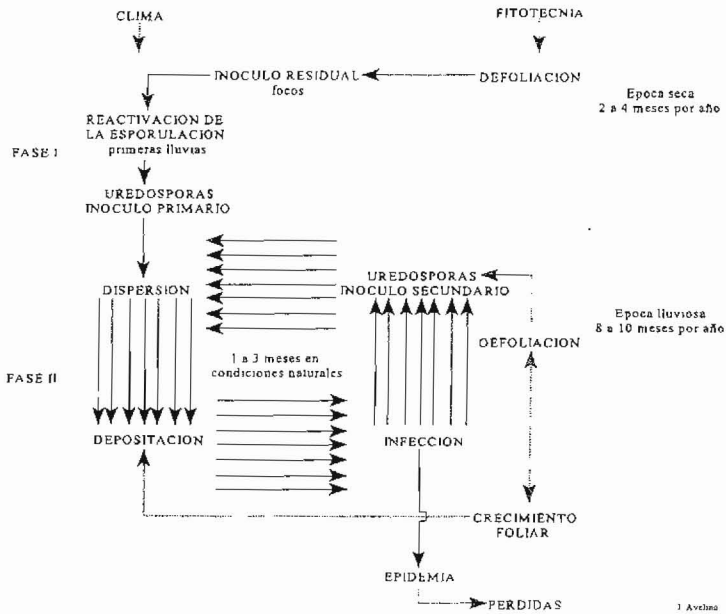 CLIMA
FITOTECNIA
INOCULO RESIDUAL
focos
DEFOLIACION
Epoca seca
2 a 4 meses por año
REACTIVACION DE
LA ESPORULACION
primeras lluvias
FASE I
UREDOSPORAS
INOCULO PRIMARIO
DISPERSION
UREDOSPORAS
INOCULO SECUNDARIO
Epoca lluviosa
8 a 10 meses por año
DEFOLIACION
1 a 3 meses en
condiciones naturales
FASE II
DEPOSITACION
INFECCION
CRECIMIENTO
FOLIAR
EPIDEMIA
PERDIDAS
J Avelino